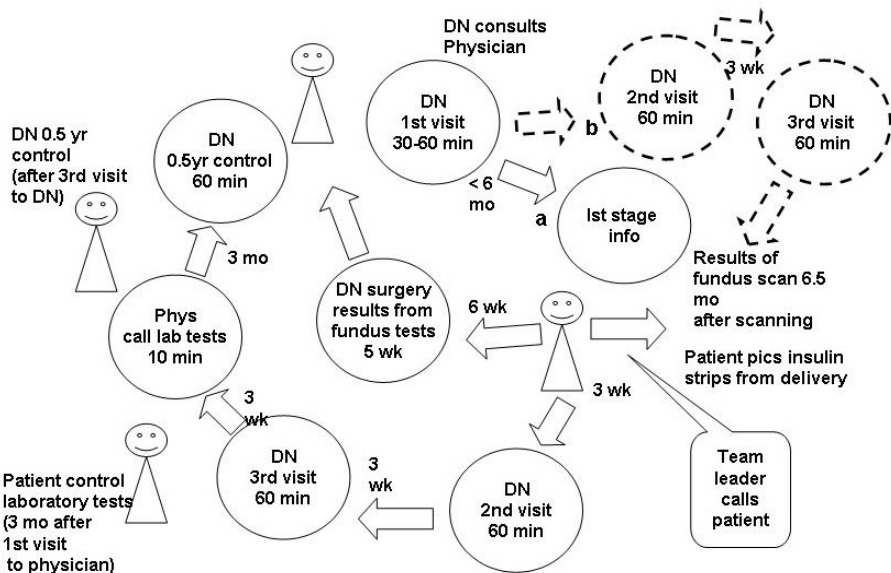 DN consults
Physician
DN
1st visit
30-60 min
DN
2nd visit
60 min
3 wk
DN
3rd visit
60 min
b
DN 0.5 yr
control
(after 3rd visit
to DN)
DN
0.5yr control
60 min
< 6
mo
a
Ist stage
info
3 mo
Results of
fundus scan 6.5
mo
after scanning
Phys
call lab tests
10 min
DN surgery
results from
fundus tests
5 wk
6 wk
Patient pics insulin
strips from delivery
3 wk
3
wk
Team
leader
calls
patient
Patient control
laboratory tests
(3 mo after
1st visit
to physician)
DN
3rd visit
60 min
3
wk
DN
2nd visit
60 min